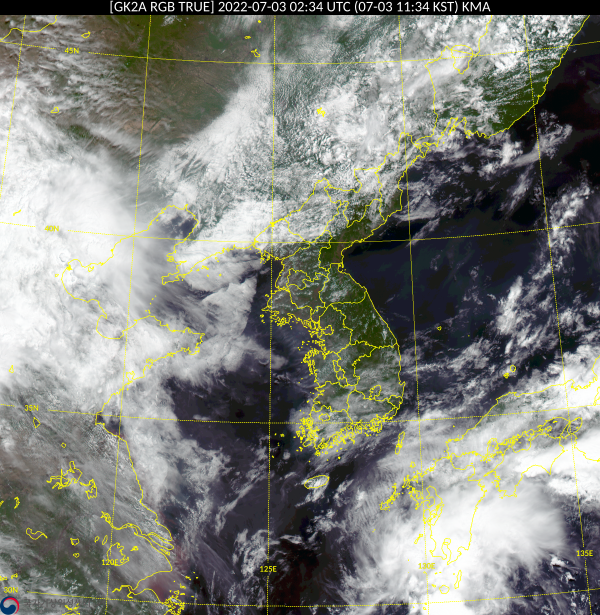 [GK2A RGB TRUE] 2022-07-03 02:34 UTC (07-03 11:34 KST) KMA
45N
40N
35N
135E
120E
130E
125E
30N